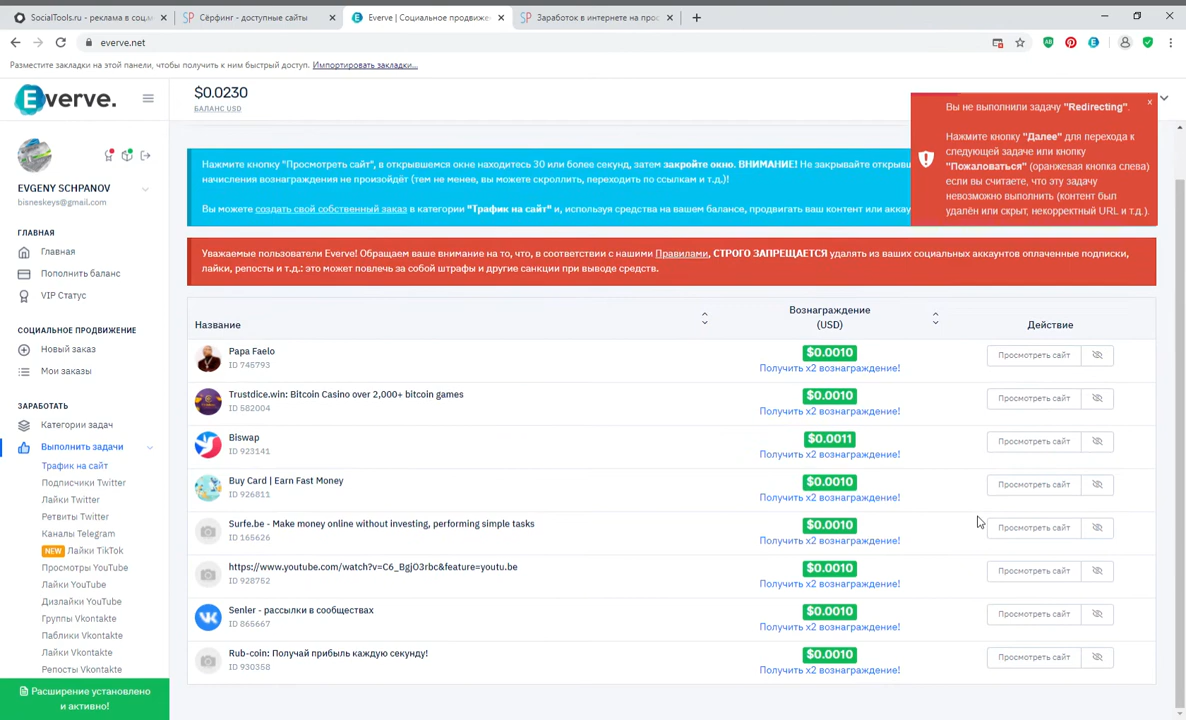 SocialTools.ru - реклама в соци
Сёрфинг - доступные сайты
Everve | Социальное продвижен
Заработок в интернете на прос
everve.net
Разместите закладки на этой панели, чтобы получить к ним быстрый доступ. Импортировать закладки...
Everve.
$0.0230
БАЛАНС USD
EVGENY SCHPANOV
bisneskeys@gmail.com
ГЛАВНАЯ
Главная
Пополнить баланс
VIP Статус
СОЦИАЛЬНОЕ ПРОДВИЖЕНИЕ
Новый заказ
Мои заказы
ЗАРАБОТАТЬ
Категории задач
Выполнить задачи
Трафик на сайт
Подписчики Twitter
Лайки Twitter
Ретвиты Twitter
Каналы Telegram
NEW Лайки TikTok
Просмотры YouTube
Лайки YouTube
Дизлайки YouTube
Группы Vkontakte
Паблики Vkontakte
Лайки Vkontakte
Репосты Vkontakte
Расширение установлено
и активно!
Нажмите кнопку "Просмотреть сайт", в открывшемся окне находитесь 30 или более секунд, затем закройте окно. ВНИМАНИЕ! Не закрывайте открывш
начисления вознаграждения не произойдёт (тем не менее, вы можете скроллить, переходить по ссылкам и т.д.)!
Вы можете создать свой собственный заказ в категории "Трафик на сайт" и, используя средства на вашем балансе, продвигать ваш контент или аккау
Вы не выполнили задачу "Redirecting".
x
Нажмите кнопку "Далее" для перехода к
следующей задаче или кнопку
"Пожаловаться" (оранжевая кнопка слева)
если вы считаете, что эту задачу
невозможно выполнить (контент был
удалён или скрыт, некорректный URL и т.д.).
Уважаемые пользователи Everve! Обращаем ваше внимание на то, что, в соответствии с нашими Правилами, СТРОГО ЗАПРЕЩАЕТСЯ удалять из ваших социальных аккаунтов оплаченные подписки,
лайки, репосты и т.д.: это может повлечь за собой штрафы и другие санкции при выводе средств.
Название
Вознаграждение
(USD)
Действие
Papa Faelo
ID 745793
$0.0010
Получить x2 вознаграждение!
Просмотреть сайт
Trustdice.win: Bitcoin Casino over 2,000+ bitcoin games
ID 582004
$0.0010
Получить x2 вознаграждение!
Просмотреть сайт
Biswap
ID 923141
$0.0011
Получить x2 вознаграждение!
Просмотреть сайт
Buy Card | Earn Fast Money
ID 926811
$0.0010
Получить x2 вознаграждение!
Просмотреть сайт
Surfe.be - Make money online without investing, performing simple tasks
ID 165626
$0.0010
Получить x2 вознаграждение!
Просмотреть сайт
https://www.youtube.com/watch?v=C6_BgjO3rbc&feature=youtu.be
ID 928752
$0.0010
Получить x2 вознаграждение!
Просмотреть сайт
Senler - рассылки в сообществах
ID 865667
$0.0010
Получить x2 вознаграждение!
Просмотреть сайт
Rub-coin: Получай прибыль каждую секунду!
ID 930358
$0.0010
Получить x2 вознаграждение!
Просмотреть сайт